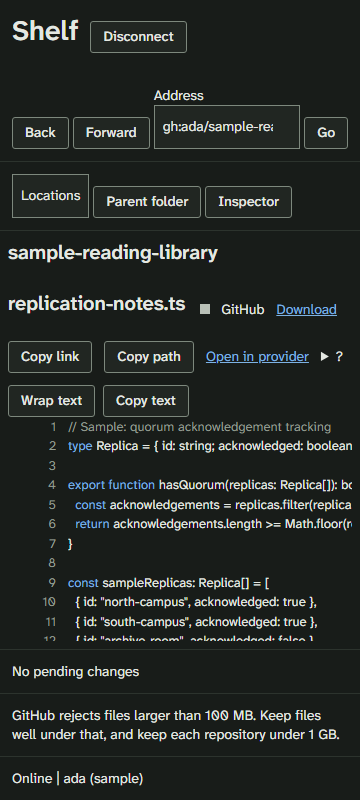 Shelf
Disconnect
Address
Back
Forward
gh:ada/sample-rea
Go
Locations
Parent folder
Inspector
sample-reading-library
replication-notes.ts
GitHub
Download
Copy link
Copy path
Open in provider
?
Wrap text
Copy text
1 // Sample: quorum acknowledgement tracking
2 type Replica = { id: string; acknowledged: boolean
3
4 export function hasQuorum(replicas: Replica[]): bo
5 const acknowledgements = replicas.filter(replica
6 return acknowledgements.length >= Math.floor(re
7 }
8
9 const sampleReplicas: Replica[] = [
10 { id: "north-campus", acknowledged: true },
11 { id: "south-campus", acknowledged: true },
12 { id: "archive-room", acknowledged: false }
No pending changes
GitHub rejects files larger than 100 MB. Keep files
well under that, and keep each repository under 1 GB.
Online | ada (sample)